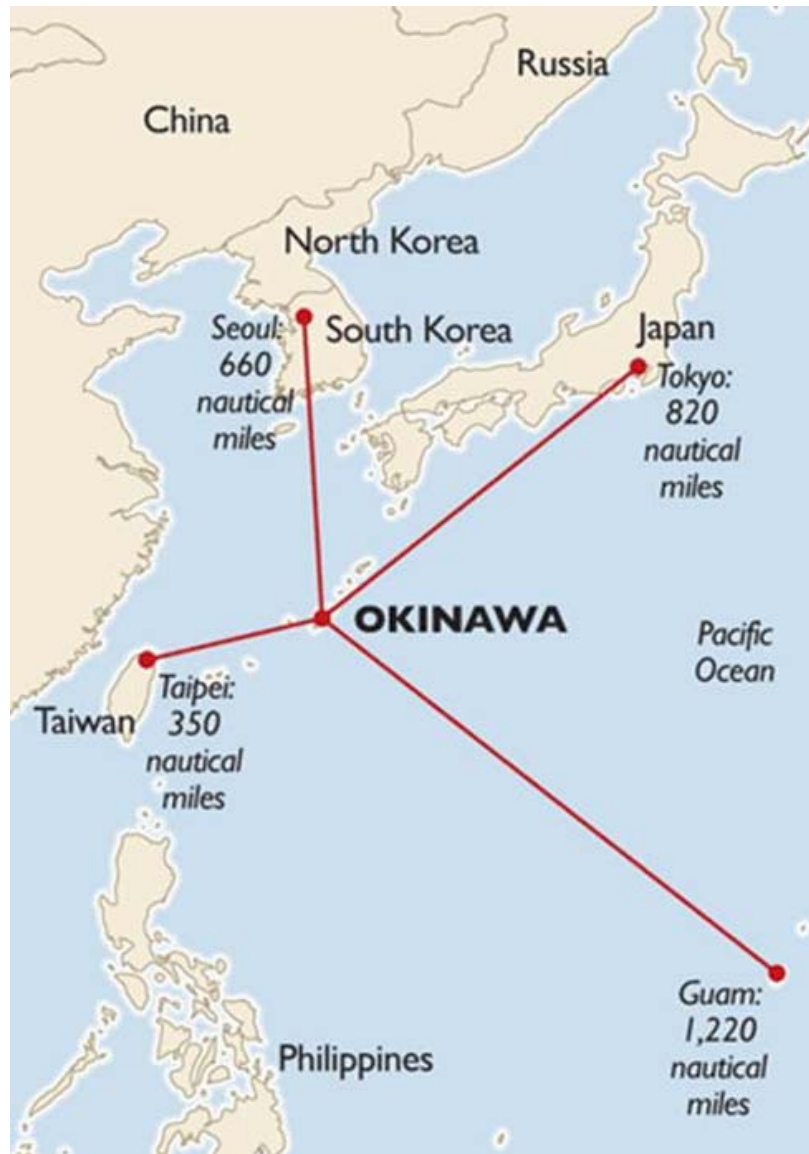 Russia
China
North Korea
Seoul:
660
nautical
miles
South Korea
Japan
Tokyo:
820
nautical
miles
OKINAWA
Pacific
Ocean
Taiwan
Taipei:
350
nautical
miles
Guam:
1,220
nautical
miles
Philippines